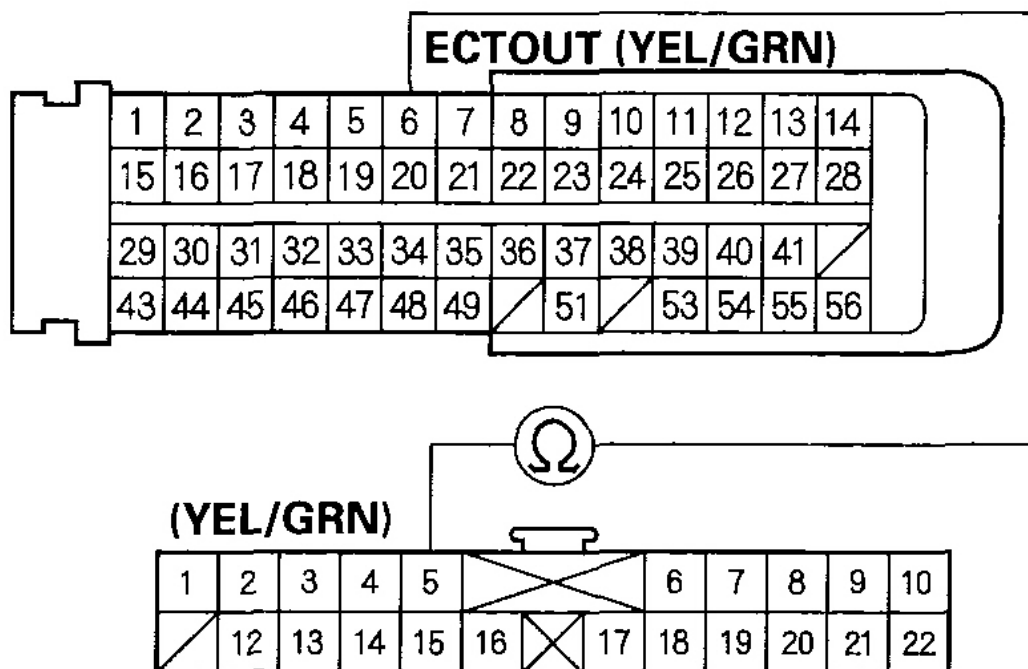 ECTOUT (YEL/GRN)
1 2 3 4 5 6 7 8 9 10 11 12 13 14
15 16 17 18 19 20 21 22 23 24 25 26 27 28
29 30 31 32 33 34 35 36 37 38 39 40 41
43 44 45 46 47 48 49 51 53 54 55 56
Ω
(YEL/GRN)
1 2 3 4 5 6 7 8 9 10
12 13 14 15 16 17 18 19 20 21 22